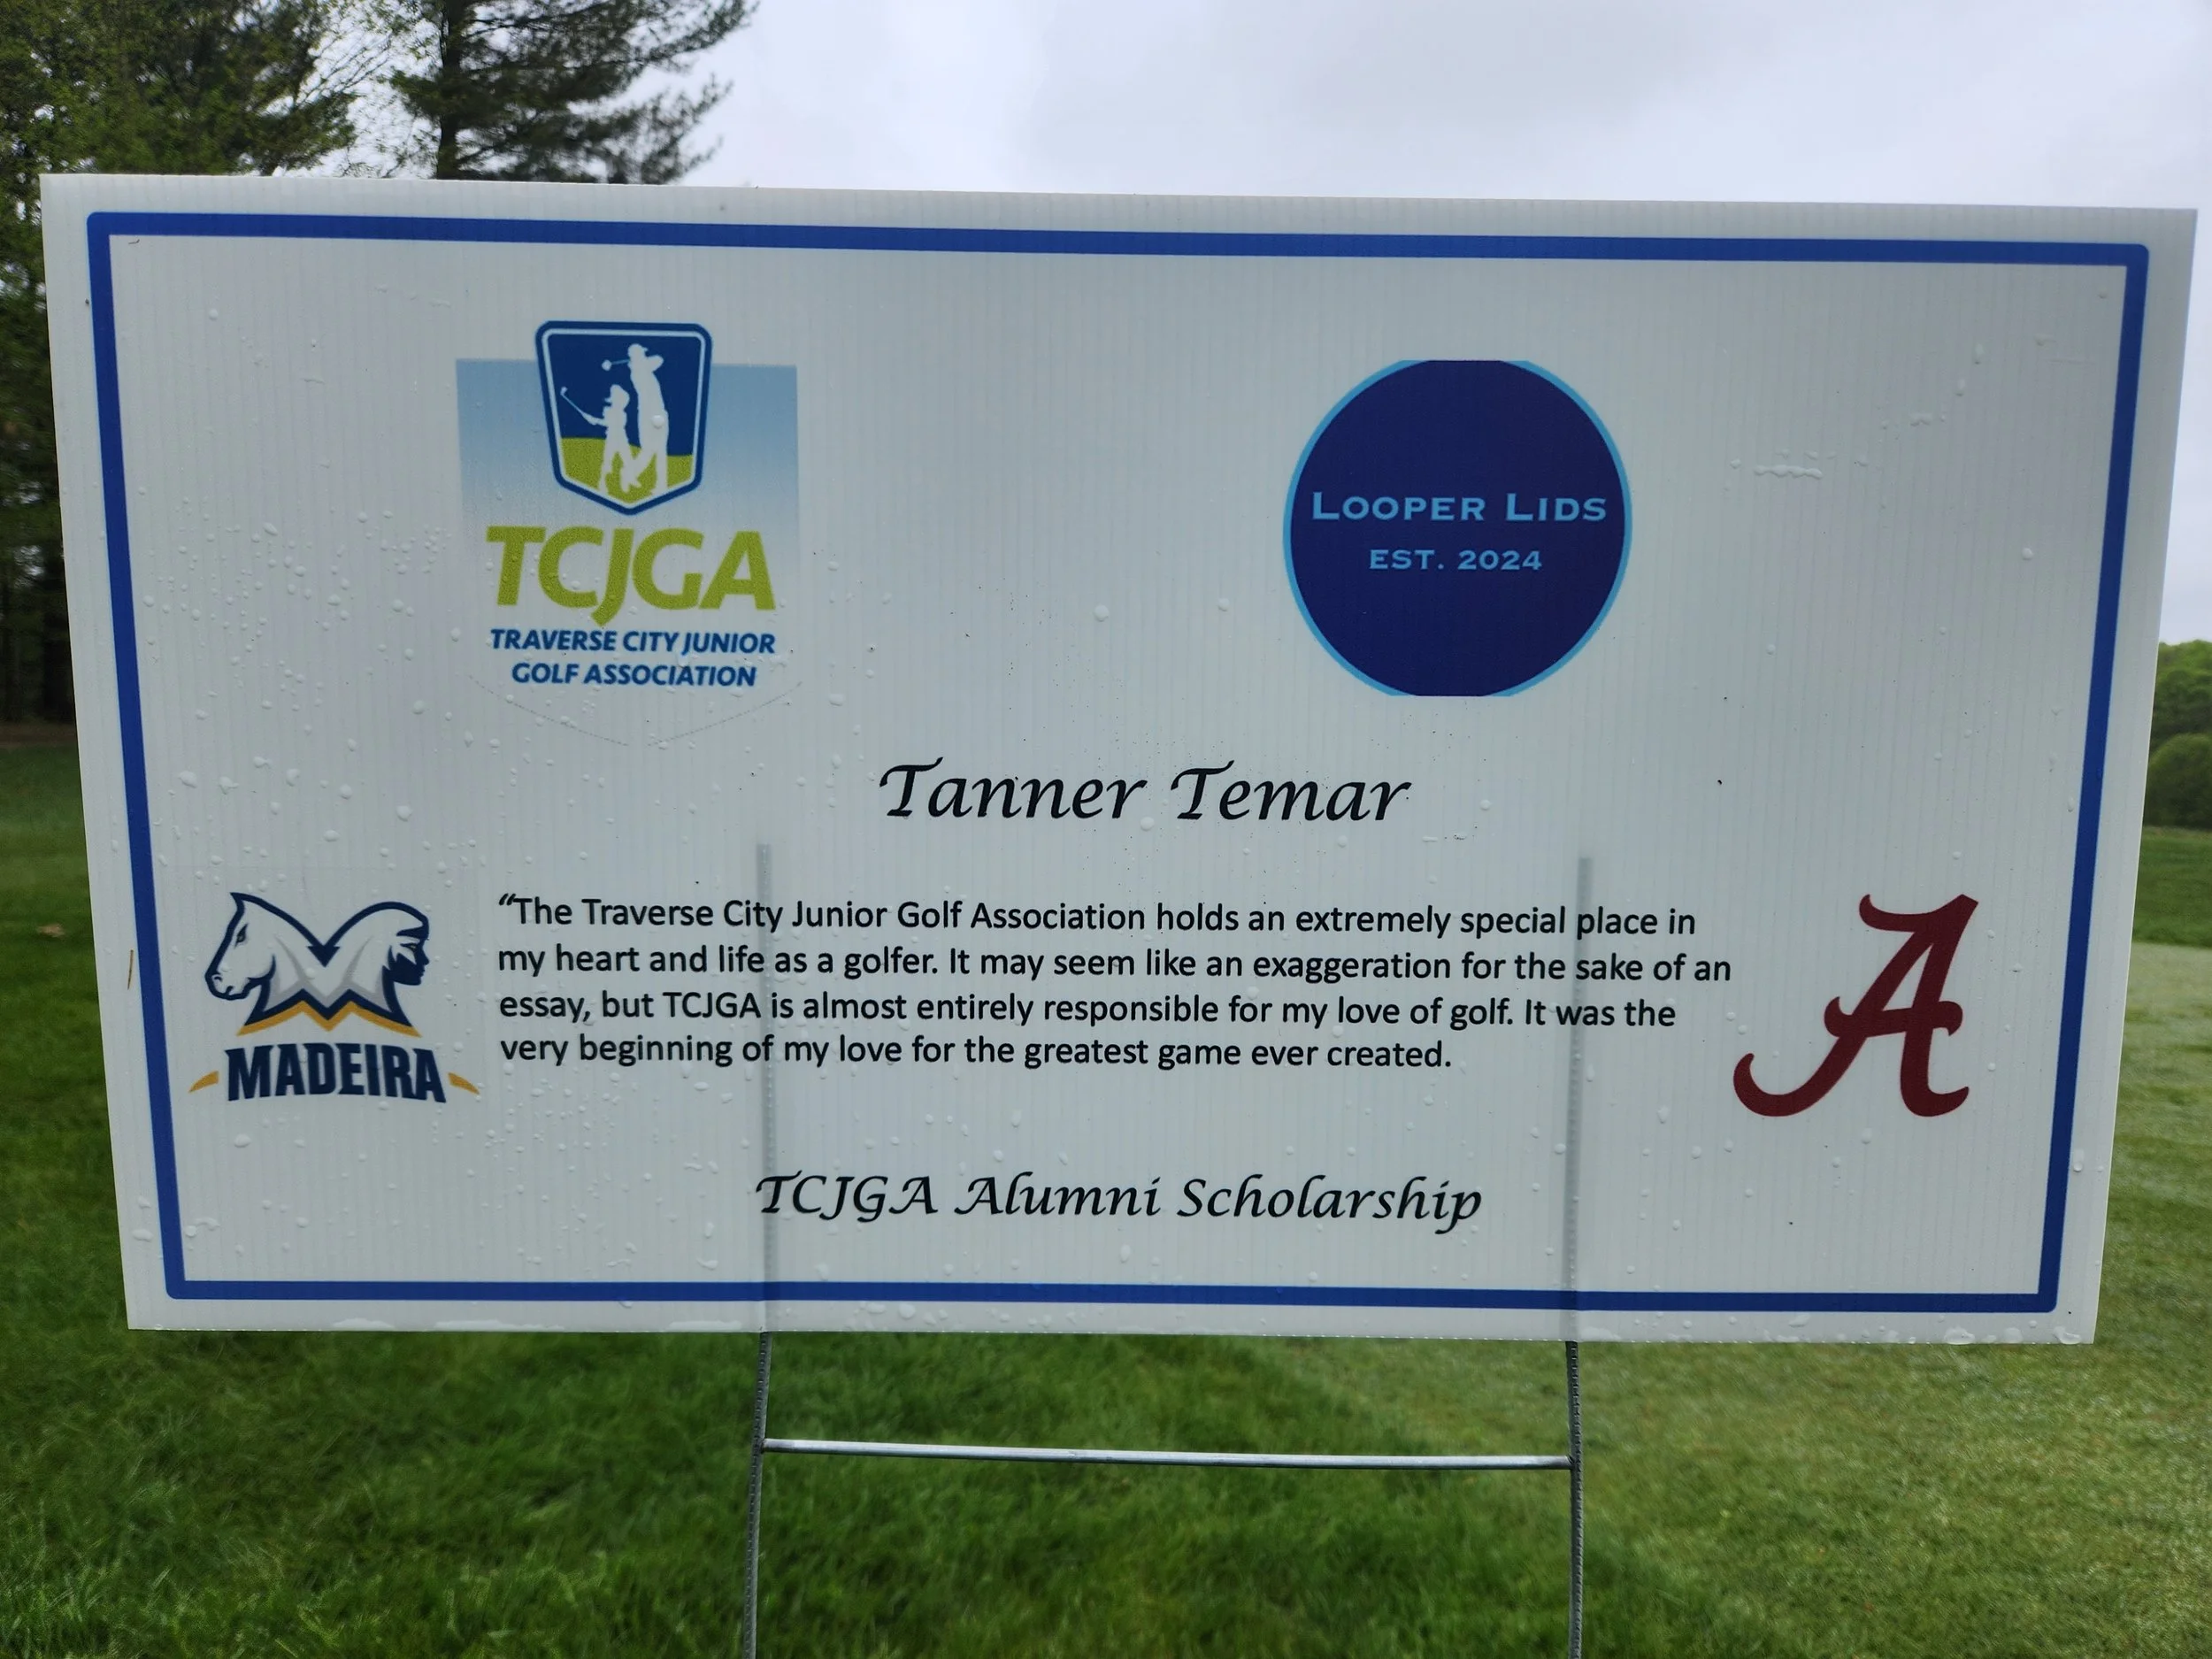 TCJGA
TRAVERSE CITY JUNIOR
GOLF ASSOCIATION
LOOPER LIDS
EST. 2024
Tanner Temar
“The Traverse City Junior Golf Association holds an extremely special place in
my heart and life as a golfer. It may seem like an exaggeration for the sake of an
essay, but TCJGA is almost entirely responsible for my love of golf. It was the
very beginning of my love for the greatest game ever created.
MADEIRA
A
TCJGA Alumni Scholarship